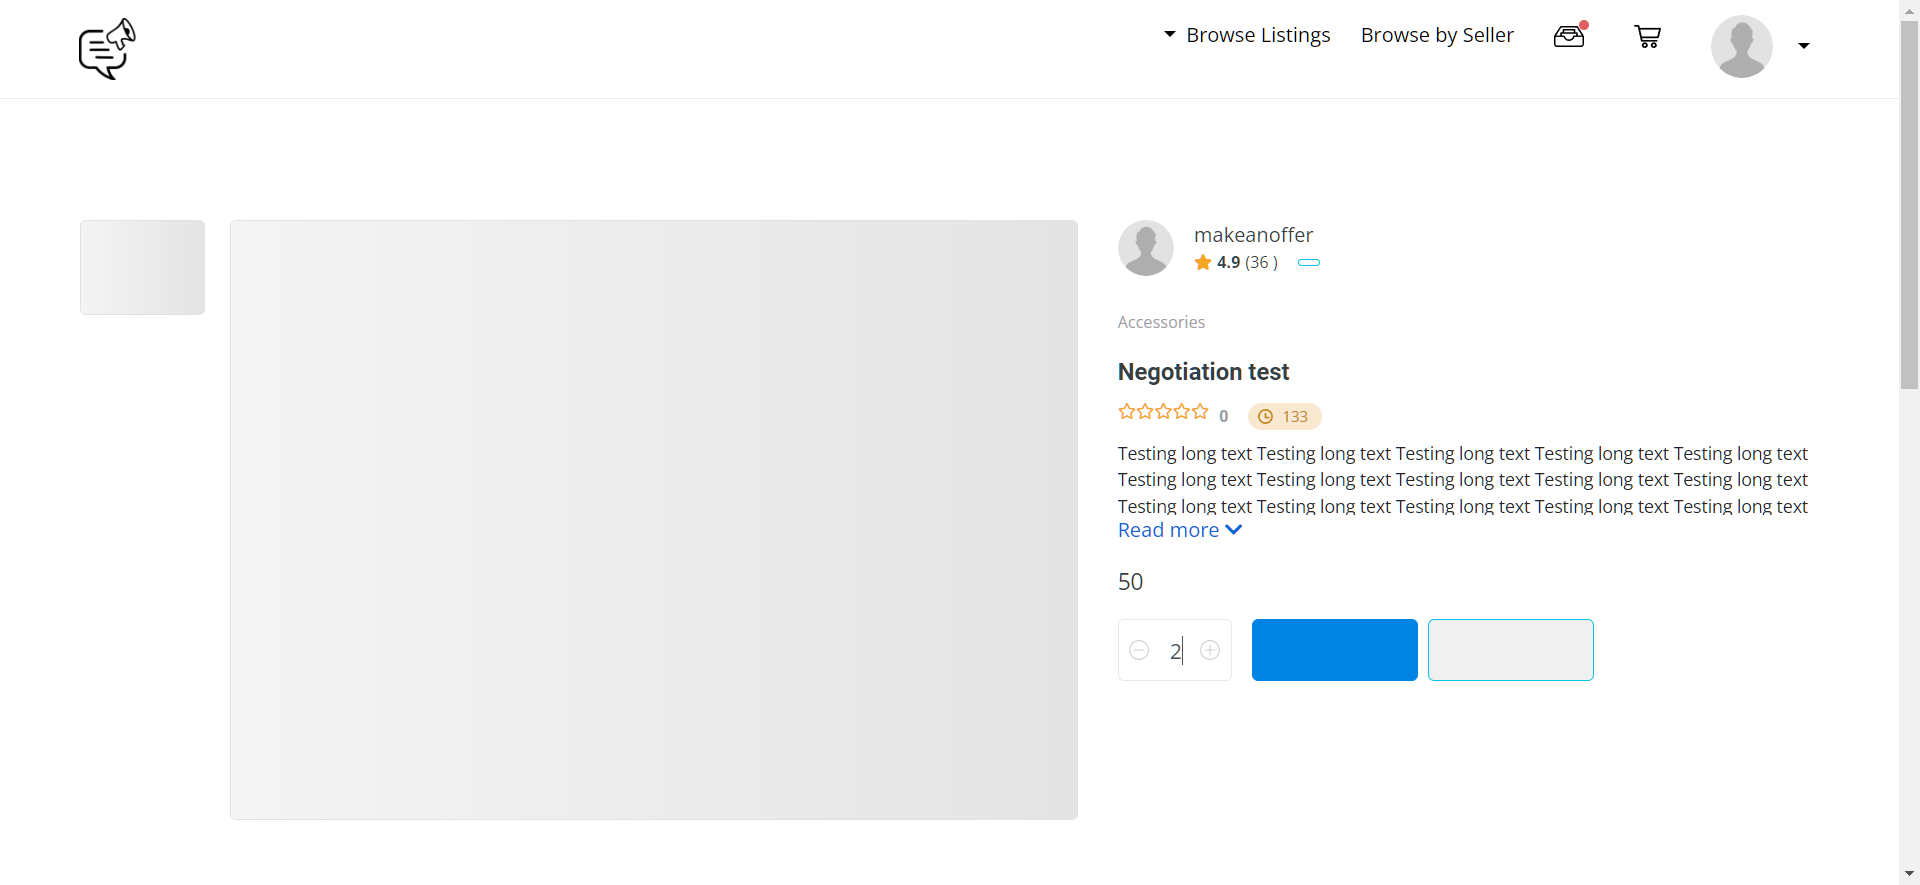 Browse Listings
Browse by Seller
makeanoffer
4.9 (36 )
Accessories
Negotiation test
0
133
Testing long text Testing long text Testing long text Testing long text Testing long text
Testing long text Testing long text Testing long text Testing long text Testing long text
Testing long text Testing long text Testing long text Testing long text Testing long text
Read more
50
2